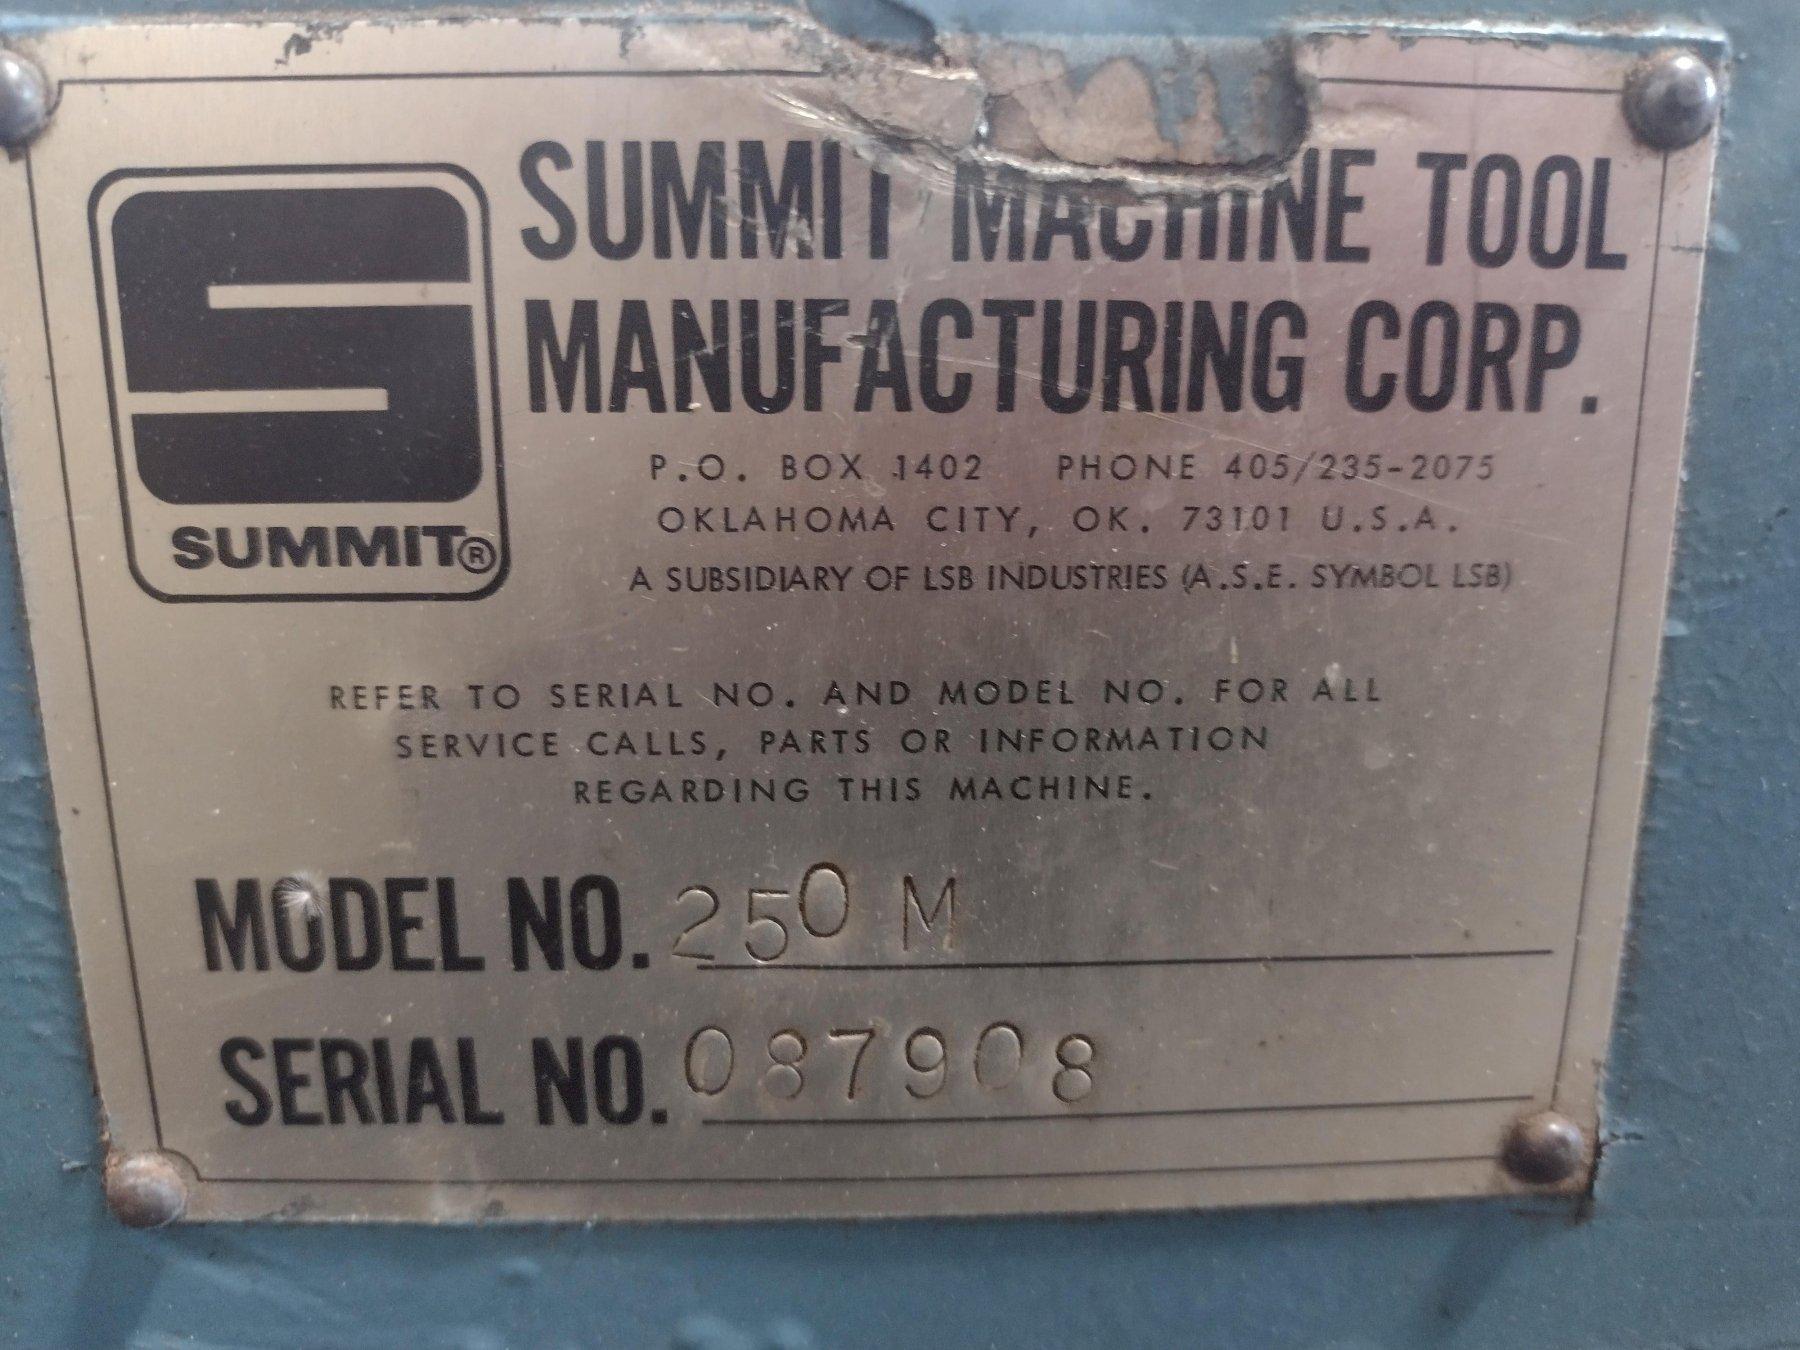 SUMMIT MACHINE TOOL
MANUFACTURING CORP.
P.O. BOX 1402 PHONE 405/235-2075
OKLAHOMA CITY, OK. 73101 U.S.A.
A SUBSIDIARY OF LSB INDUSTRIES (A.S.E. SYMBOL LSB)
SUMMIT®
REFER TO SERIAL NO. AND MODEL NO. FOR ALL
SERVICE CALLS, PARTS OR INFORMATION
REGARDING THIS MACHINE.
MODEL NO. 250 M
SERIAL NO. 087908